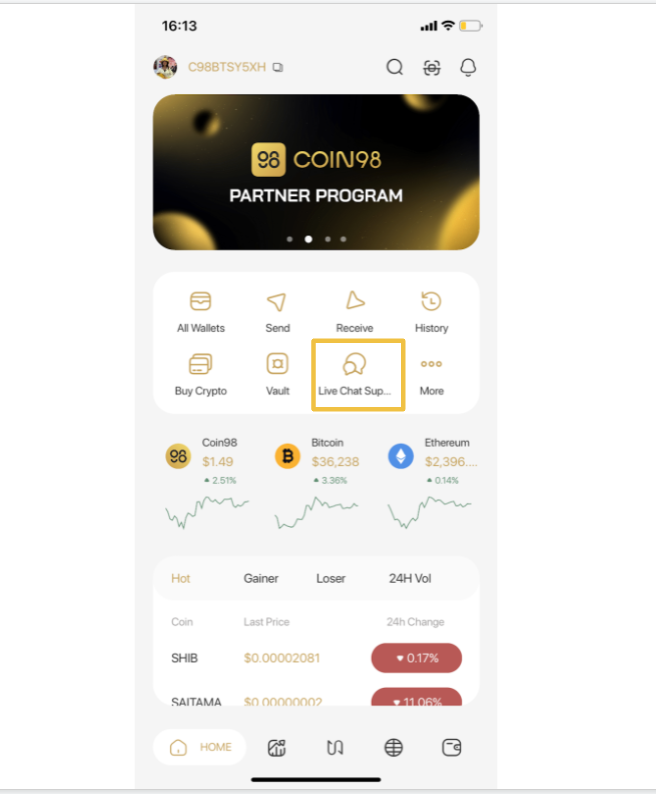 16:13
C98BTSY5XH
98 COIN98
PARTNER PROGRAM
All Wallets Send Receive History
Buy Crypto Vault Live Chat Sup... More
Coin98 Bitcoin Ethereum
98 $1.49 $36,238 $2,396....
2.51% 3.36% 0.14%
Hot Gainer Loser 24H Vol
Coin Last Price 24h Change
SHIB $0.00002081 0.17%
SAITAMA $0.00000002 11.06%
HOME